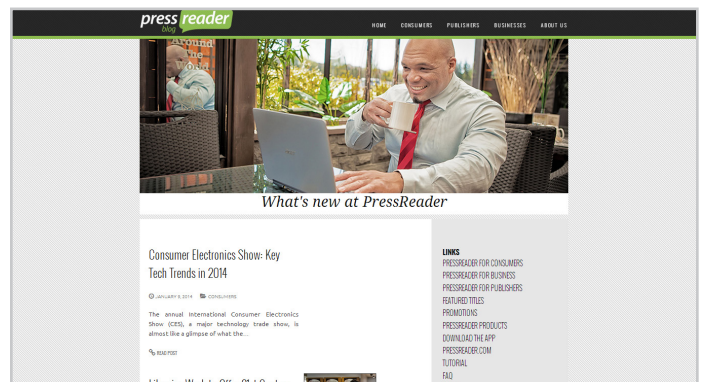 press reader
blog
HOME CONSUMERS PUBLISHERS BUSINESSES ABOUT US
Around
the
What's new at PressReader
Consumer Electronics Show: Key
Tech Trends in 2014
JANUARY 9, 2014 CONSUMERS
The annual International Consumer Electronics
Show (CES), a major technology trade show, is
almost like a glimpse of what the...
READ POST
LINKS
PRESSREADER FOR CONSUMERS
PRESSREADER FOR BUSINESS
PRESSREADER FOR PUBLISHERS
FEATURED TITLES
PROMOTIONS
PRESSREADER PRODUCTS
DOWNLOAD THE APP
PRESSREADER.COM
TUTORIAL
FAQ